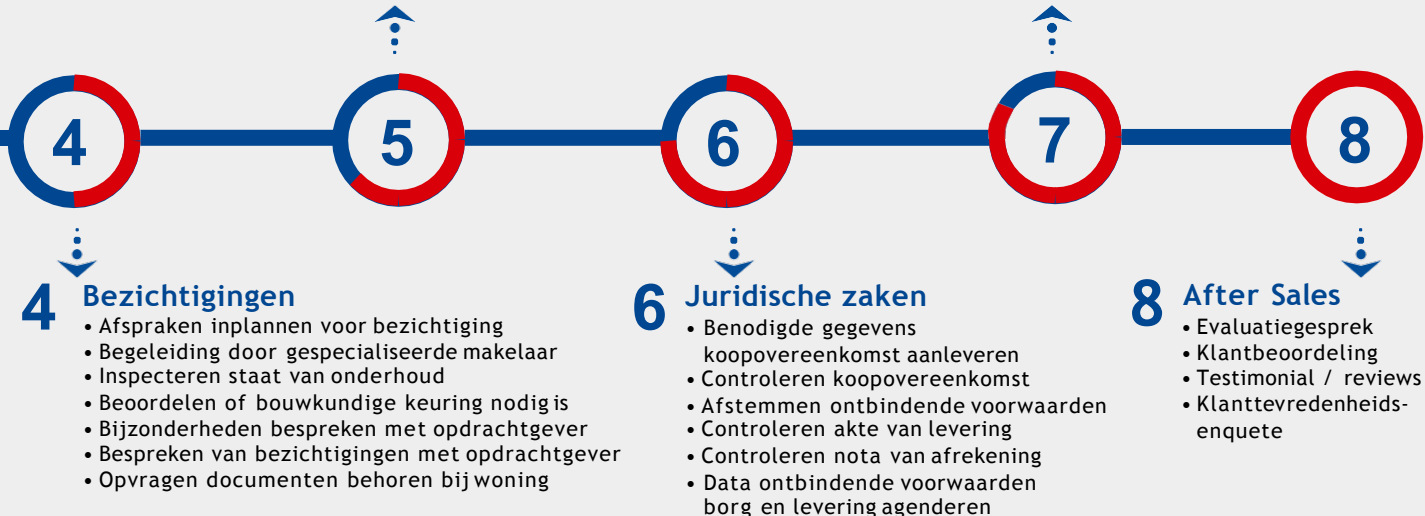 4
5
6
7
8
4 Bezichtigingen
• Afspraken inplannen voor bezichtiging
• Begeleiding door gespecialiseerde makelaar
• Inspecteren staat van onderhoud
• Beoordelen of bouwkundige keuring nodig is
• Bijzonderheden bespreken met opdrachtgever
• Bespreken van bezichtigingen met opdrachtgever
• Opvragen documenten behoren bij woning
6 Juridische zaken
• Benodigde gegevens
koopovereenkomst aanleveren
• Controleren koopovereenkomst
• Afstemmen ontbindende voorwaarden
• Controleren akte van levering
• Controleren nota van afrekening
• Data ontbindende voorwaarden
borg en levering agenderen
8 After Sales
• Evaluatiegesprek
• Klantbeoordeling
• Testimonial / reviews
• Klanttevredenheids-
enquete